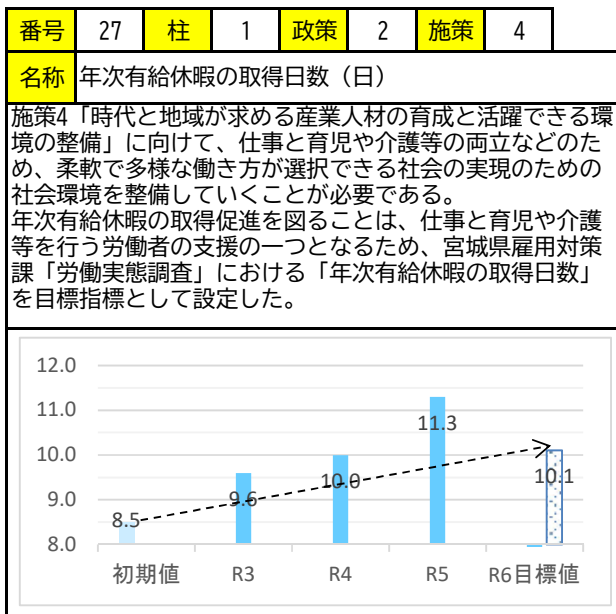 番号 27 柱 1 政策 2 施策 4
名称 年次有給休暇の取得日数（日）
施策4「時代と地域が求める産業人材の育成と活躍できる環
境の整備」に向けて、仕事と育児や介護等の両立などのた
め、柔軟で多様な働き方が選択できる社会の実現のための
社会環境を整備していくことが必要である。
年次有給休暇の取得促進を図ることは、仕事と育児や介護
等を行う労働者の支援の一つとなるため、宮城県雇用対策
課「労働実態調査」における「年次有給休暇の取得日数」
を目標指標として設定した。
12.0
11.0
10.0
9.0
8.0
8.5
9.6
10.0
11.3
10.1
初期値 R3 R4 R5 R6目標値